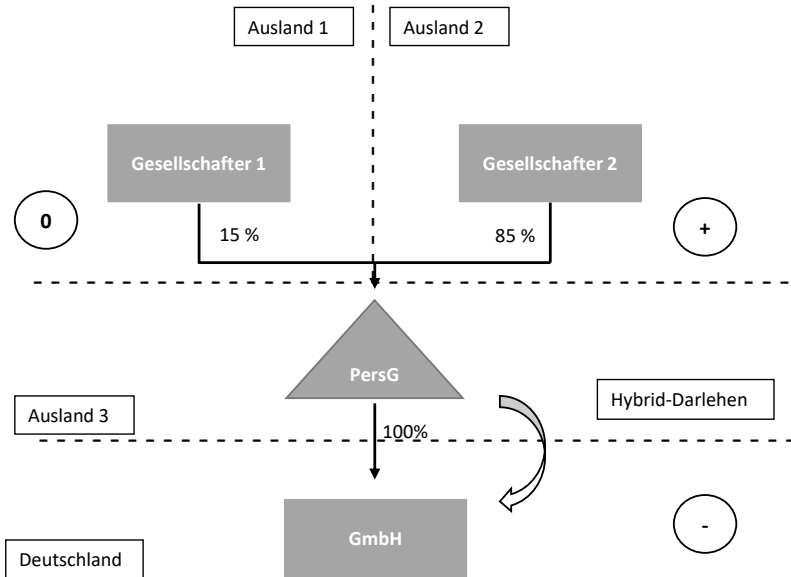 Ausland 1
Ausland 2
Gesellschafter 1
Gesellschafter 2
0
15 %
85 %
+
PersG
Ausland 3
100%
Hybrid-Darlehen
GmbH
-
Deutschland